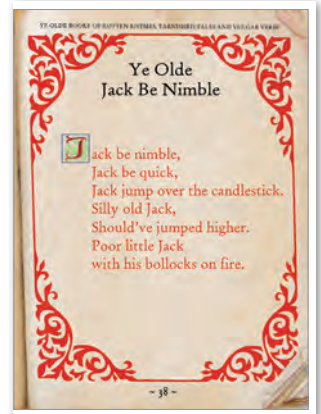 YE OLDE BOOKE OF ROTTEN RHYMES, TARNISHED TALES AND VULGAR VERSE
Ye Olde
Jack Be Nimble
Jack be nimble,
Jack be quick,
Jack jump over the candlestick.
Silly old Jack,
Should've jumped higher.
Poor little Jack
with his bollocks on fire.
~ 38 ~